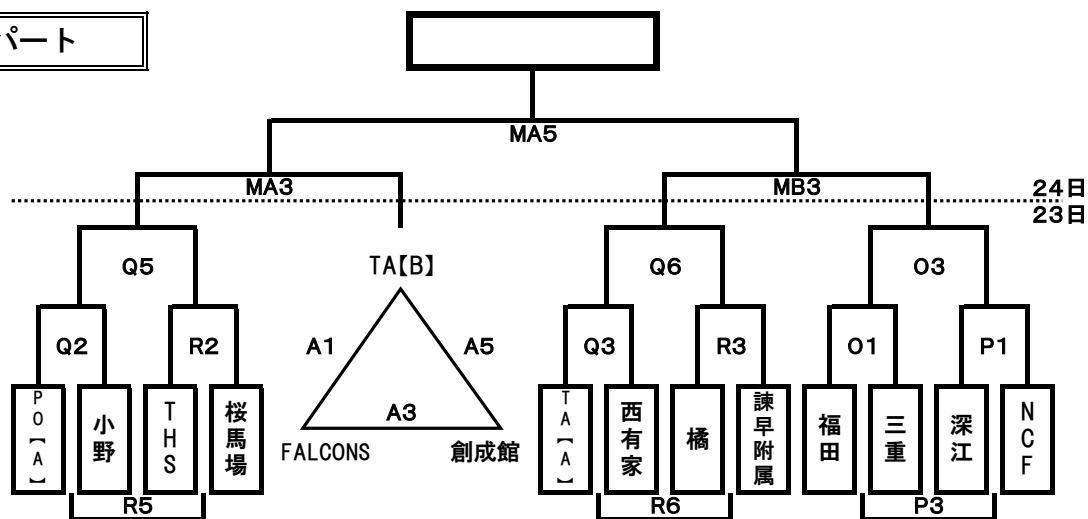 パート
MA5
MA3
MB3
24日
23日
Q5
TA【B】
Q6
O3
Q2
R2
A1
A5
Q3
R3
O1
P1
A3
PO【A】
小野
THS
桜馬場
FALCONS
創成館
TA【A】
西有家
橘
諫早附属
福田
三重
深江
NCF
R5
R6
P3